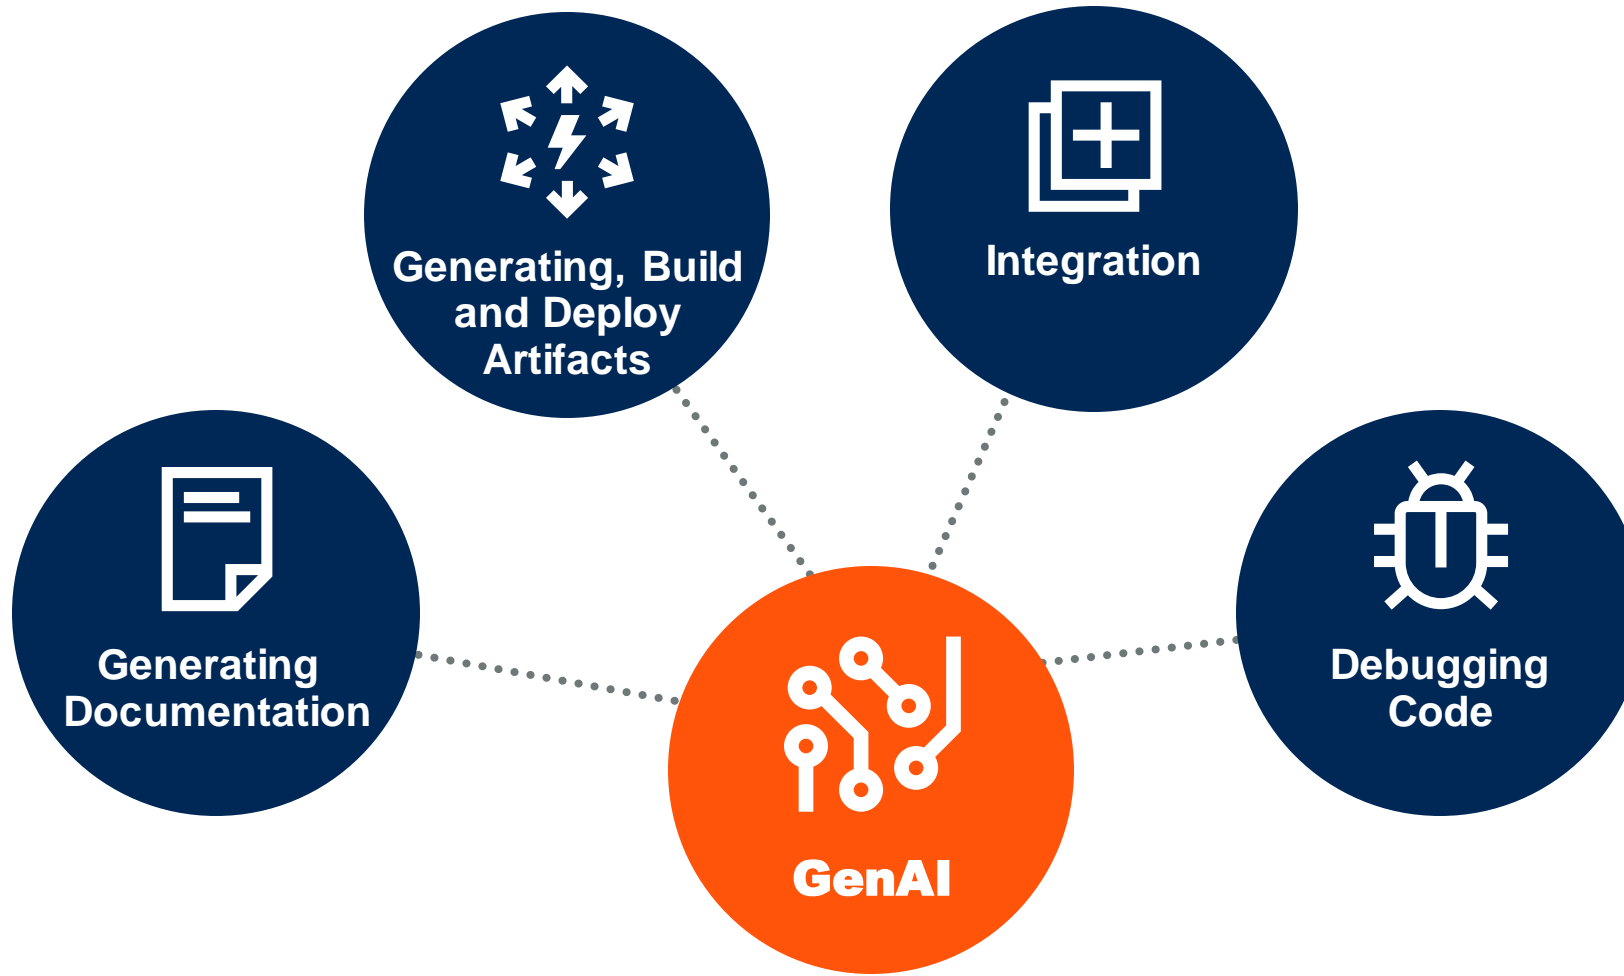 Generating, Build
and Deploy
Artifacts
Integration
Generating
Documentation
Debugging
Code
GenAI